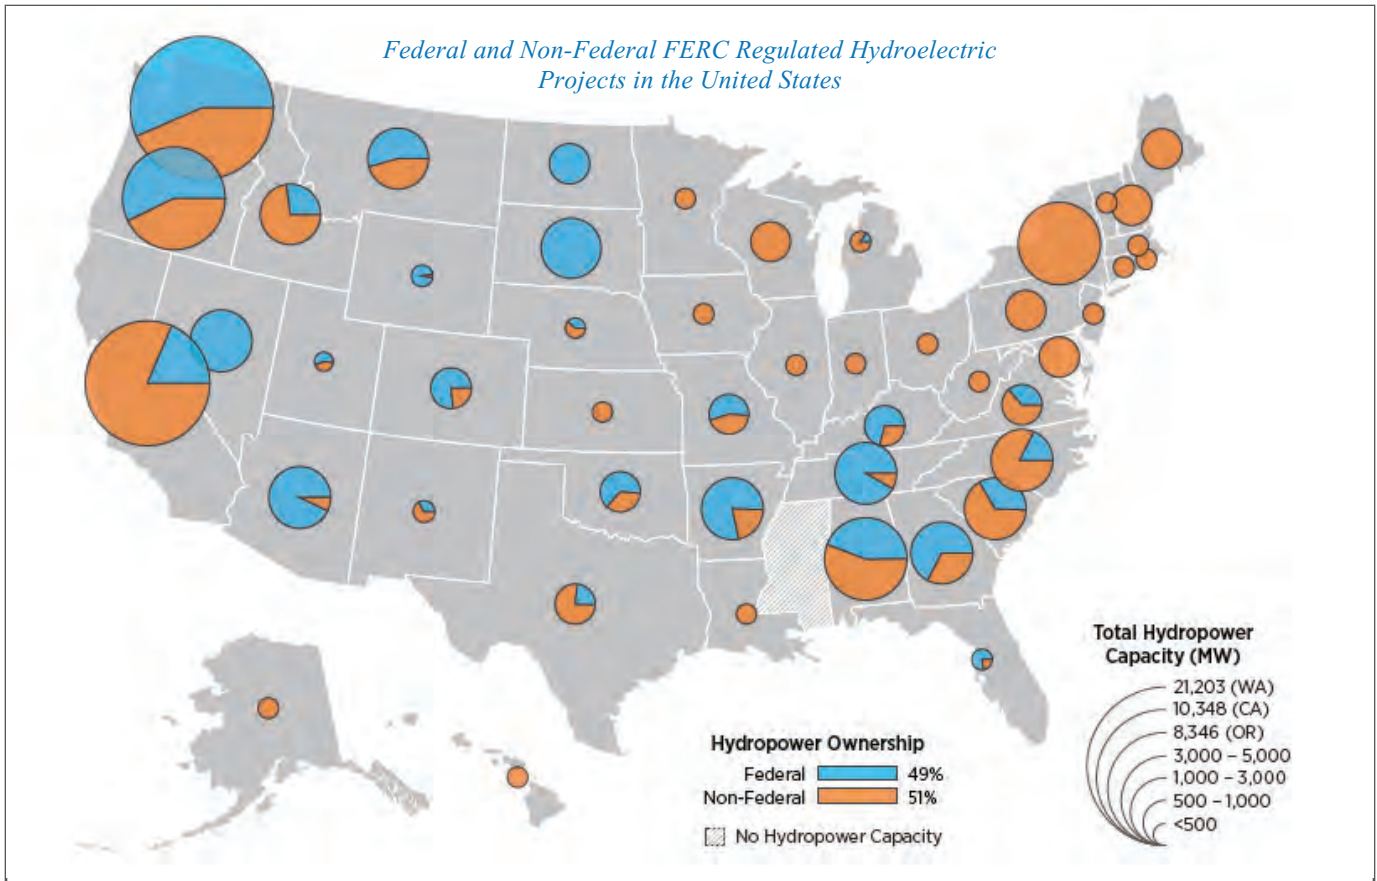 Federal and Non-Federal FERC Regulated Hydroelectric
Projects in the United States
Total Hydropower
Capacity (MW)
21,203 (WA)
10,348 (CA)
8,346 (OR)
3,000 – 5,000
1,000 – 3,000
500 – 1,000
<500
Hydropower Ownership
Federal 49%
Non-Federal 51%
No Hydropower Capacity